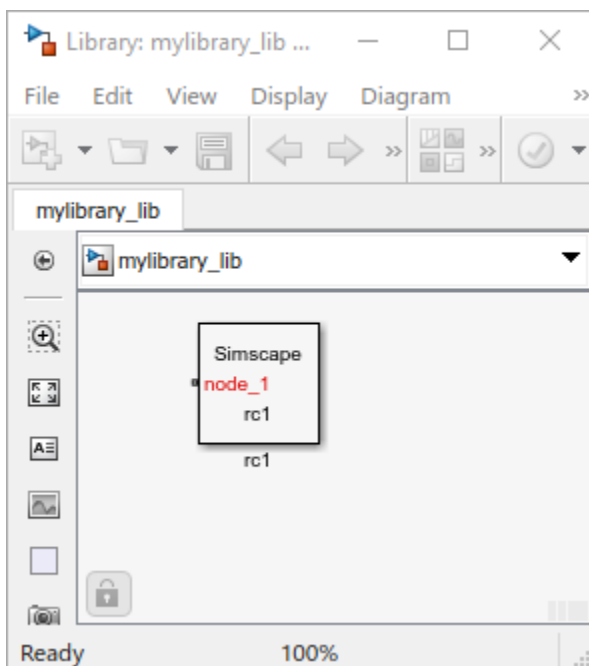 Library: mylibrary_lib ...
File Edit View Display Diagram »
» »
mylibrary_lib
mylibrary_lib
Simscape
node_1
rc1
rc1
A
Ready 100%